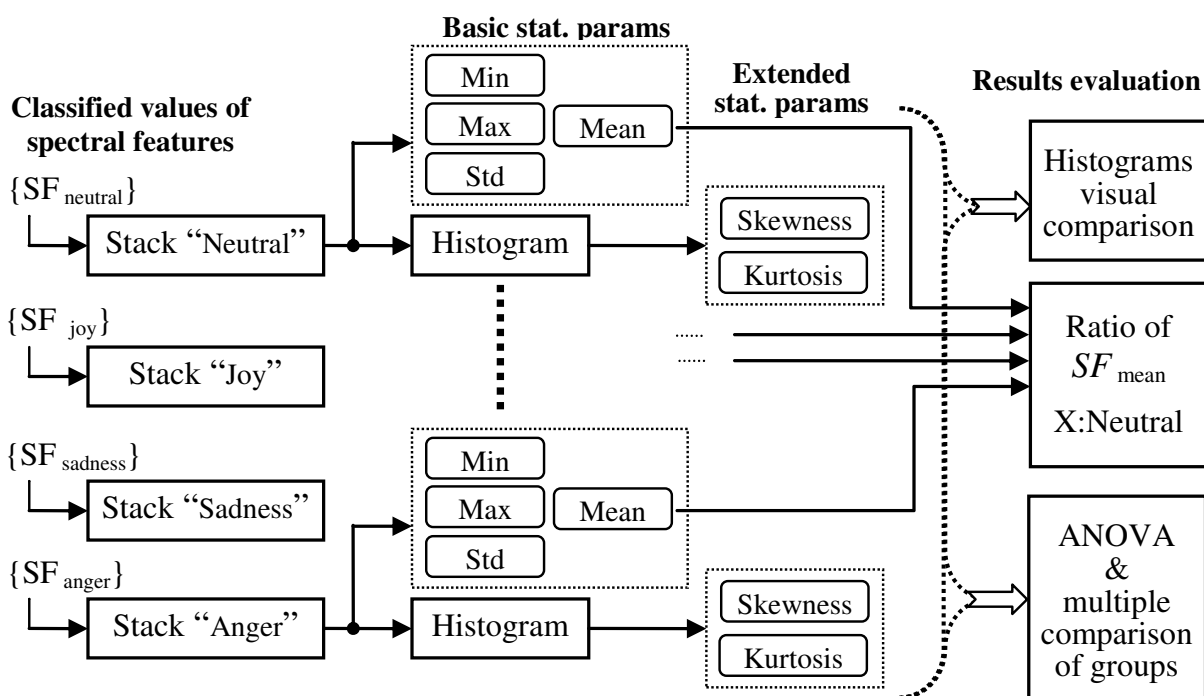 Basic stat. params
Min
Max
Mean
Std
Extended
stat. params
Results evaluation
Classified values of
spectral features
{SF neutral}
Stack “Neutral”
Histogram
Skewness
Kurtosis
Histograms
visual
comparison
{SF joy}
Stack “Joy”
......
......
Ratio of
SF mean
X:Neutral
{SF sadness}
Stack “Sadness”
Min
Max
Mean
Std
{SF anger}
Stack “Anger”
Histogram
Skewness
Kurtosis
ANOVA
&
multiple
comparison
of groups